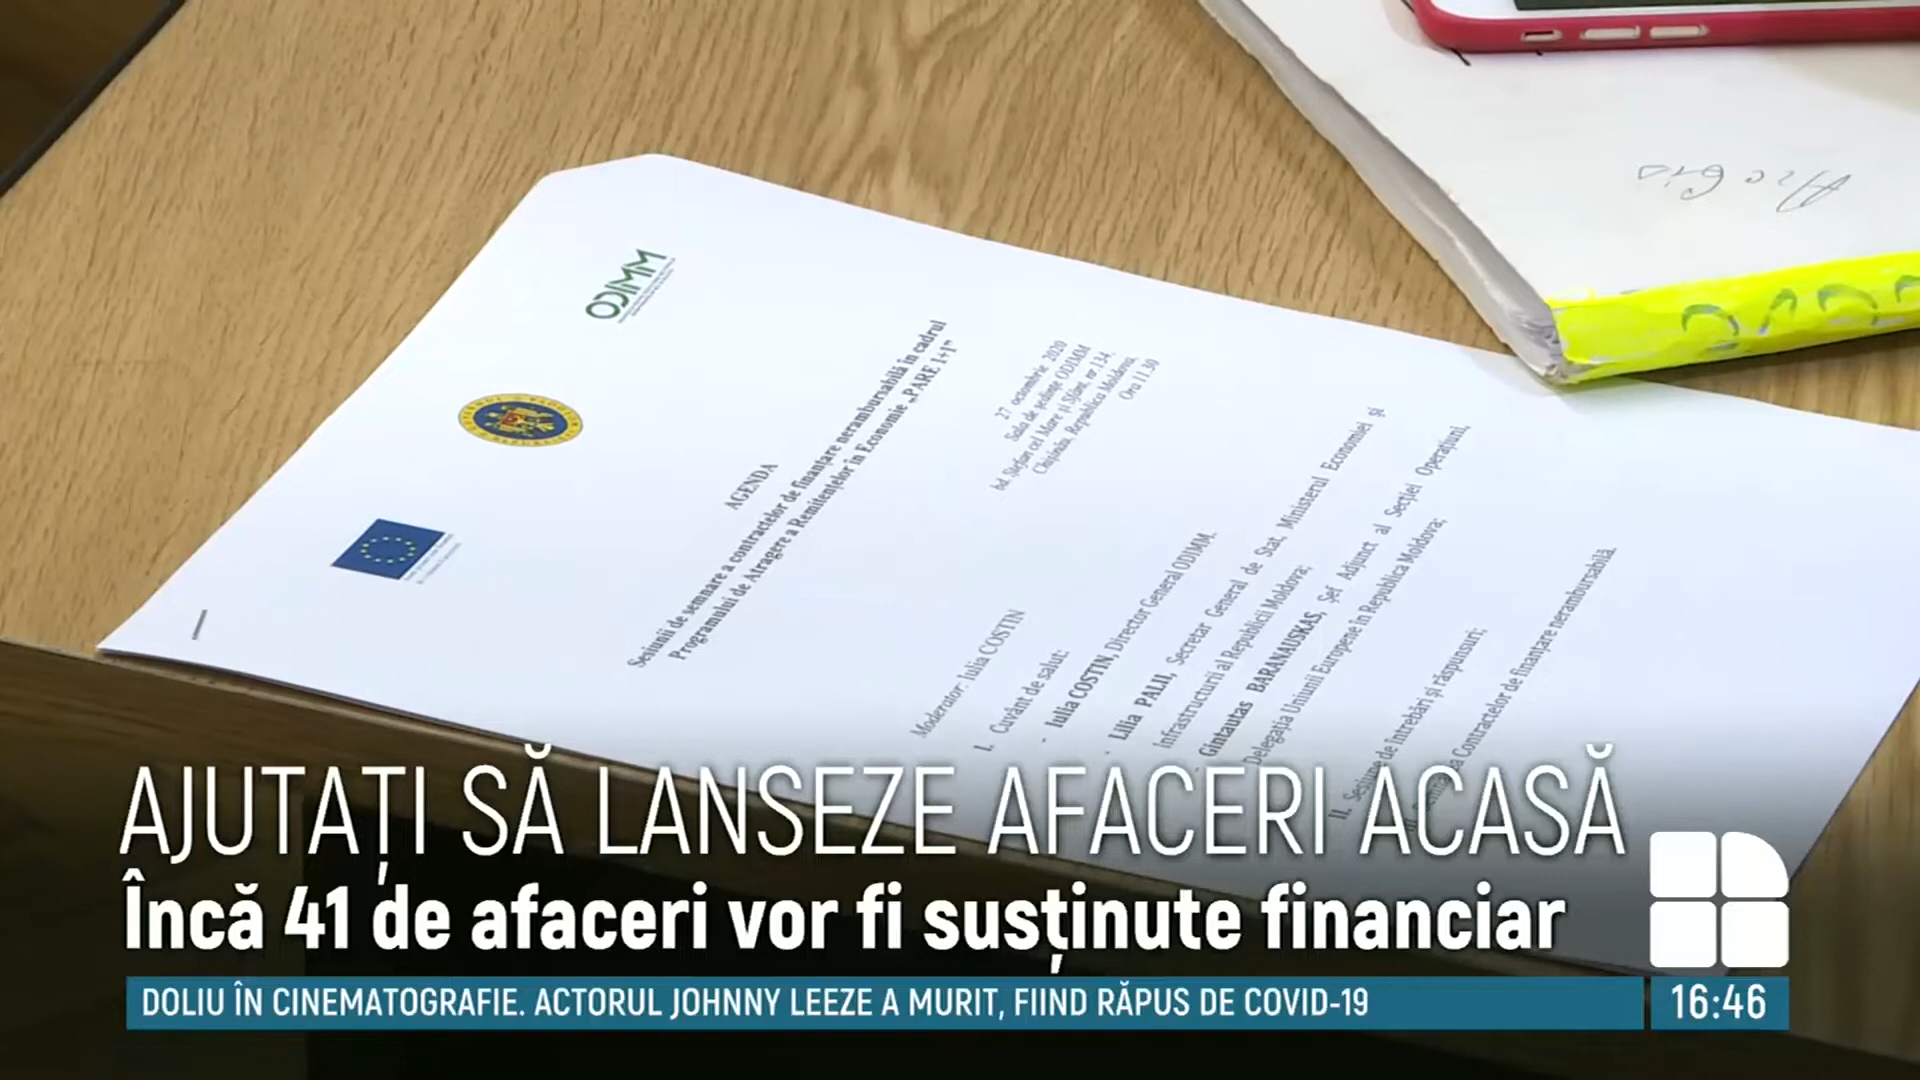 ODIMM
AGENDA
Sesiunii de semnare a contractelor de finanțare nerambursabilă în cadrul
Programului de Atragere a Remitențelor în Economie „PARE 1+1”
27 octombrie 2020
Sala de ședințe ODIMM
bd. Ștefan cel Mare și Sfânt, nr 134,
Chișinău, Republica Moldova,
Ora 11.30
Moderator: Iulia COSTIN
I. Cuvânt de salut:
- Iulia COSTIN, Director General ODIMM.
- Lilia PALII, Secretar General de Stat, Ministerul Economiei și
infrastructurii al Republicii Moldova;
- Gintautas BARANAUSKAS, Șef Adjunct al Secției Operațiuni,
Delegația Uniunii Europene în Republica Moldova;
II. Sesiune de întrebări și răspunsuri;
Contractelor de finanțare nerambursabilă.
AJUTAȚI SĂ LANSEZE AFACERI ACASĂ
Încă 41 de afaceri vor fi susținute financiar
DOLIU ÎN CINEMATOGRAFIE. ACTORUL JOHNNY LEEZE A MURIT, FIIND RĂPUS DE COVID-19
16:46